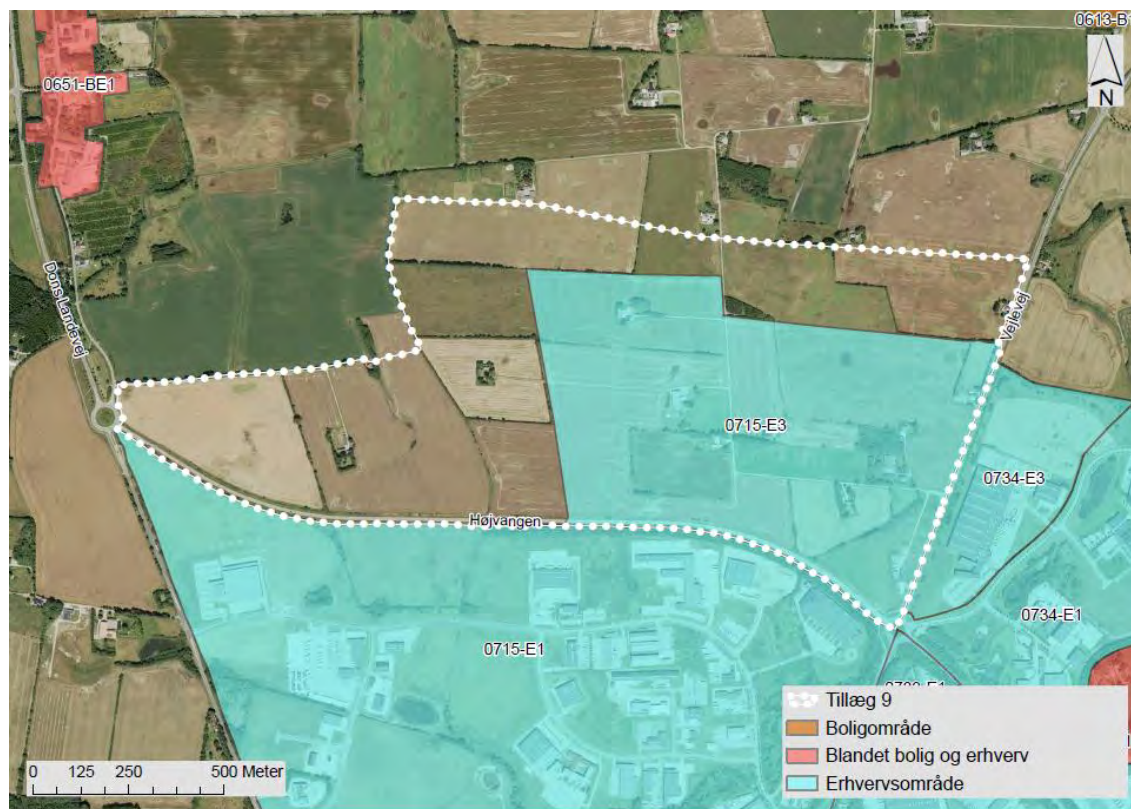 0613-B1
N
0651-BE1
Dons Landevej
Vejlevej
0715-E3
0734-E3
Højvangen
0734-E1
0715-E1
Tillæg 9
Boligområde
Blandet bolig og erhverv
Erhvervsområde
0 125 250 500 Meter